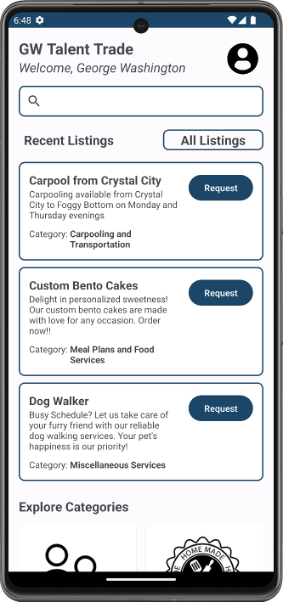 6:48
GW Talent Trade
Welcome, George Washington
Recent Listings
All Listings
Carpool from Crystal City
Carpooling available from Crystal
City to Foggy Bottom on Monday and
Thursday evenings
Category: Carpooling and
Transportation
Request
Custom Bento Cakes
Delight in personalized sweetness!
Our custom bento cakes are made
with love for any occasion. Order
now!!
Category: Meal Plans and Food
Services
Request
Dog Walker
Busy Schedule? Let us take care of
your furry friend with our reliable
dog walking services. Your pet's
happiness is our priority!
Category: Miscellaneous Services
Request
Explore Categories
HOME MADE